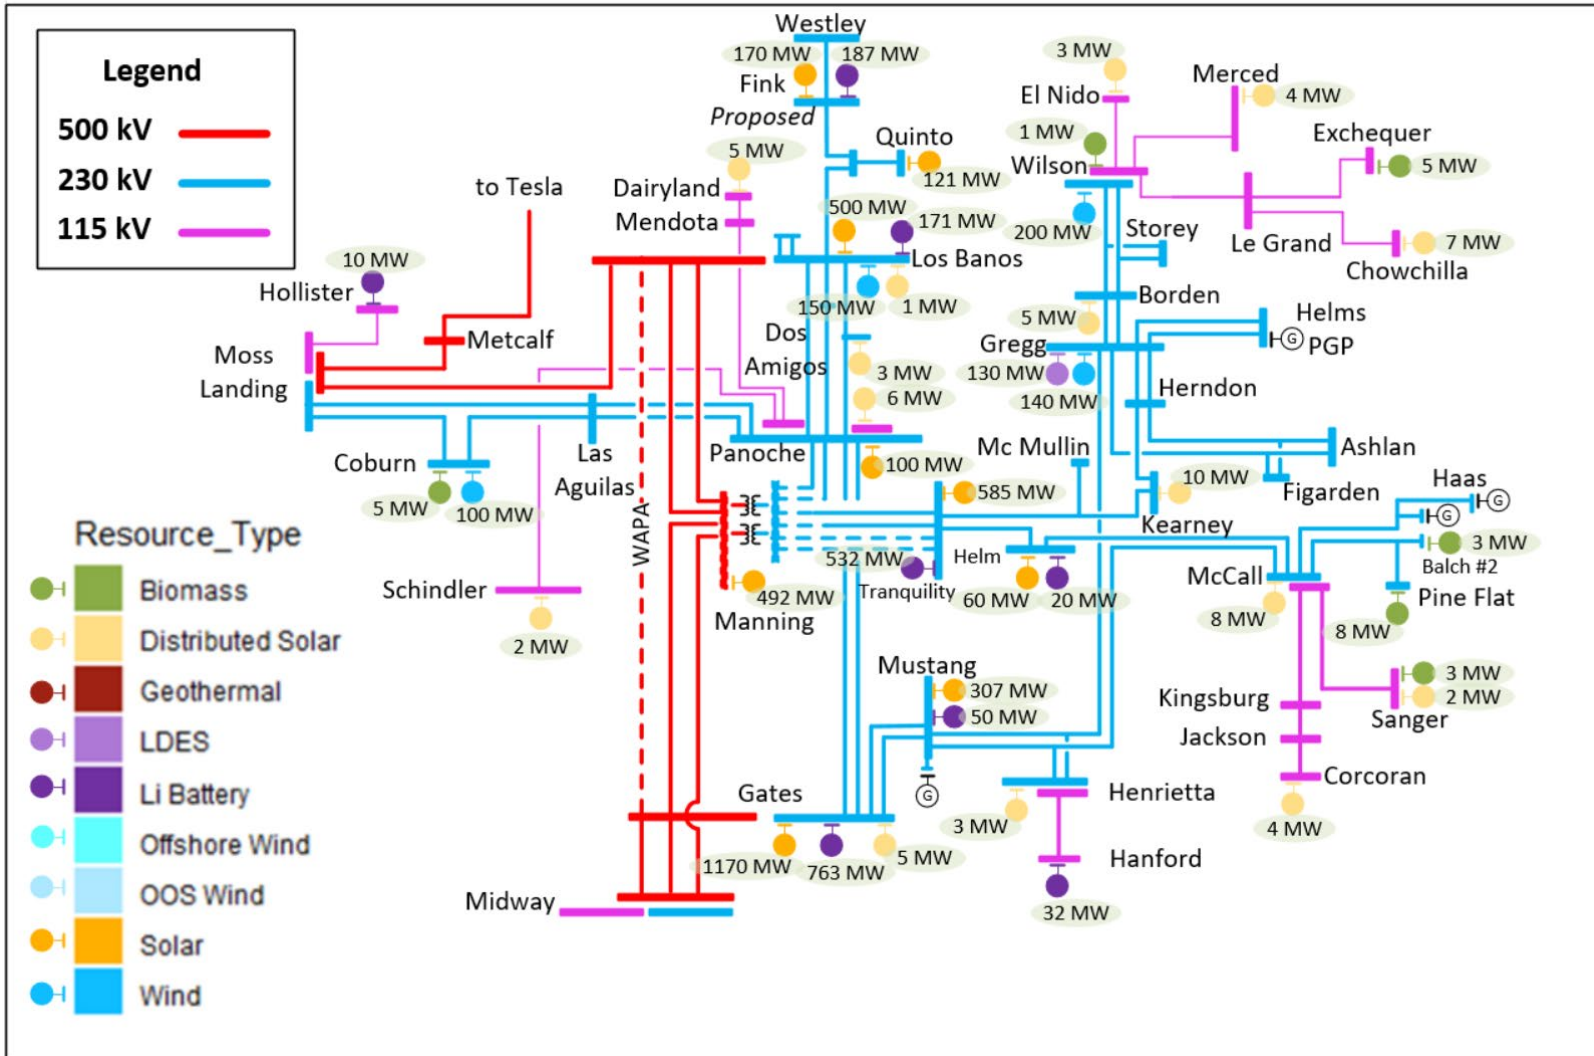 Legend
500 kV
230 kV
115 kV
Westley
170 MW
187 MW
Fink
Proposed
Quinto
121 MW
5 MW
Dairyland
Mendota
to Tesla
500 MW
171 MW
Los Banos
150 MW
1 MW
3 MW
El Nido
Merced
4 MW
1 MW
Wilson
Exchequer
5 MW
200 MW
Storey
Le Grand
7 MW
Chowchilla
10 MW
Hollister
Metcalf
Moss
Landing
Dos
Amigos
3 MW
6 MW
5 MW
Borden
Gregg
Helms
PGP
G
130 MW
140 MW
Herndon
Coburn
5 MW
100 MW
Las
Aguilas
Panoche
100 MW
Mc Mullin
Ashlan
Figarden
10 MW
Kearney
585 MW
Haas
G
G
3 MW
Balch #2
WAPA
532 MW
Tranquility
Helm
60 MW
20 MW
McCall
8 MW
Pine Flat
8 MW
492 MW
Manning
Schindler
2 MW
Mustang
307 MW
50 MW
G
Kingsburg
Jackson
Corcoran
4 MW
3 MW
2 MW
Sanger
Gates
1170 MW
763 MW
5 MW
3 MW
Henrietta
Hanford
32 MW
Midway
Resource_Type
Biomass
Distributed Solar
Geothermal
LDES
Li Battery
Offshore Wind
OOS Wind
Solar
Wind